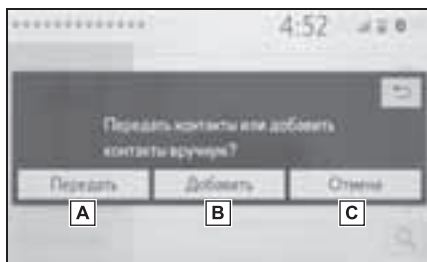 4:52
Передать контакты или добавить
контакты вручную?
Передать Добавить Отмена
A B C